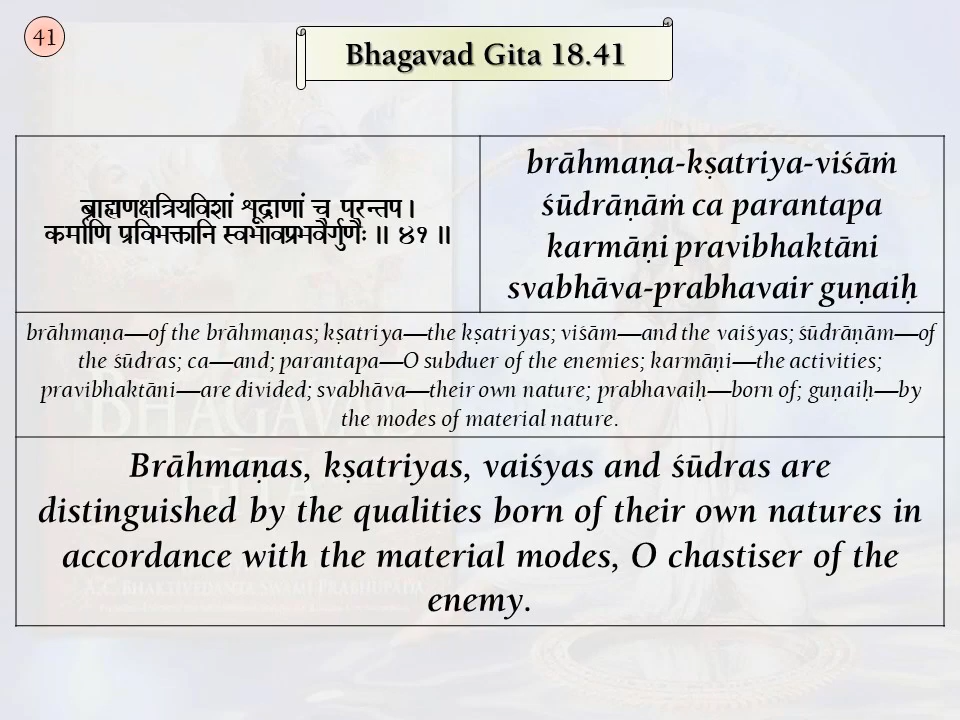 41
Bhagavad Gita 18.41
ब्राह्मणक्षत्रियविशां शूद्राणां च परन्तप।
कर्माणि प्रविभक्तानि स्वभावप्रभवैर्गुणैः ॥ ४१ ॥
brāhmaṇa-kṣatriya-viśāṁ
śūdrāṇāṁ ca parantapa
karmāṇi pravibhaktāni
svabhāva-prabhavair guṇaiḥ
brāhmaṇa—of the brāhmaṇas; kṣatriya—the kṣatriyas; viśām—and the vaiśyas; śūdrāṇām—of
the śūdras; ca—and; parantapa—O subduer of the enemies; karmāṇi—the activities;
pravibhaktāni—are divided; svabhāva—their own nature; prabhavaiḥ—born of; guṇaiḥ—by
the modes of material nature.
Brāhmaṇas, kṣatriyas, vaiśyas and śūdras are
distinguished by the qualities born of their own natures in
accordance with the material modes, O chastiser of the
enemy.
BHAGAVAD
GITA
A.C. BHAKTIVEDANTA SWAMI PRABHUPADA